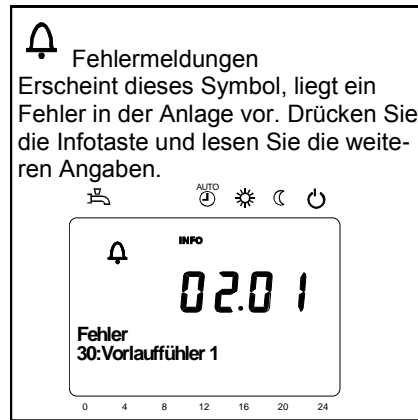 Fehlermeldungen
Erscheint dieses Symbol, liegt ein
Fehler in der Anlage vor. Drücken Sie
die Infotaste und lesen Sie die weite-
ren Angaben.
AUTO
INFO
02.01
Fehler
30:Vorlauffühler 1
0 4 8 12 16 20 24